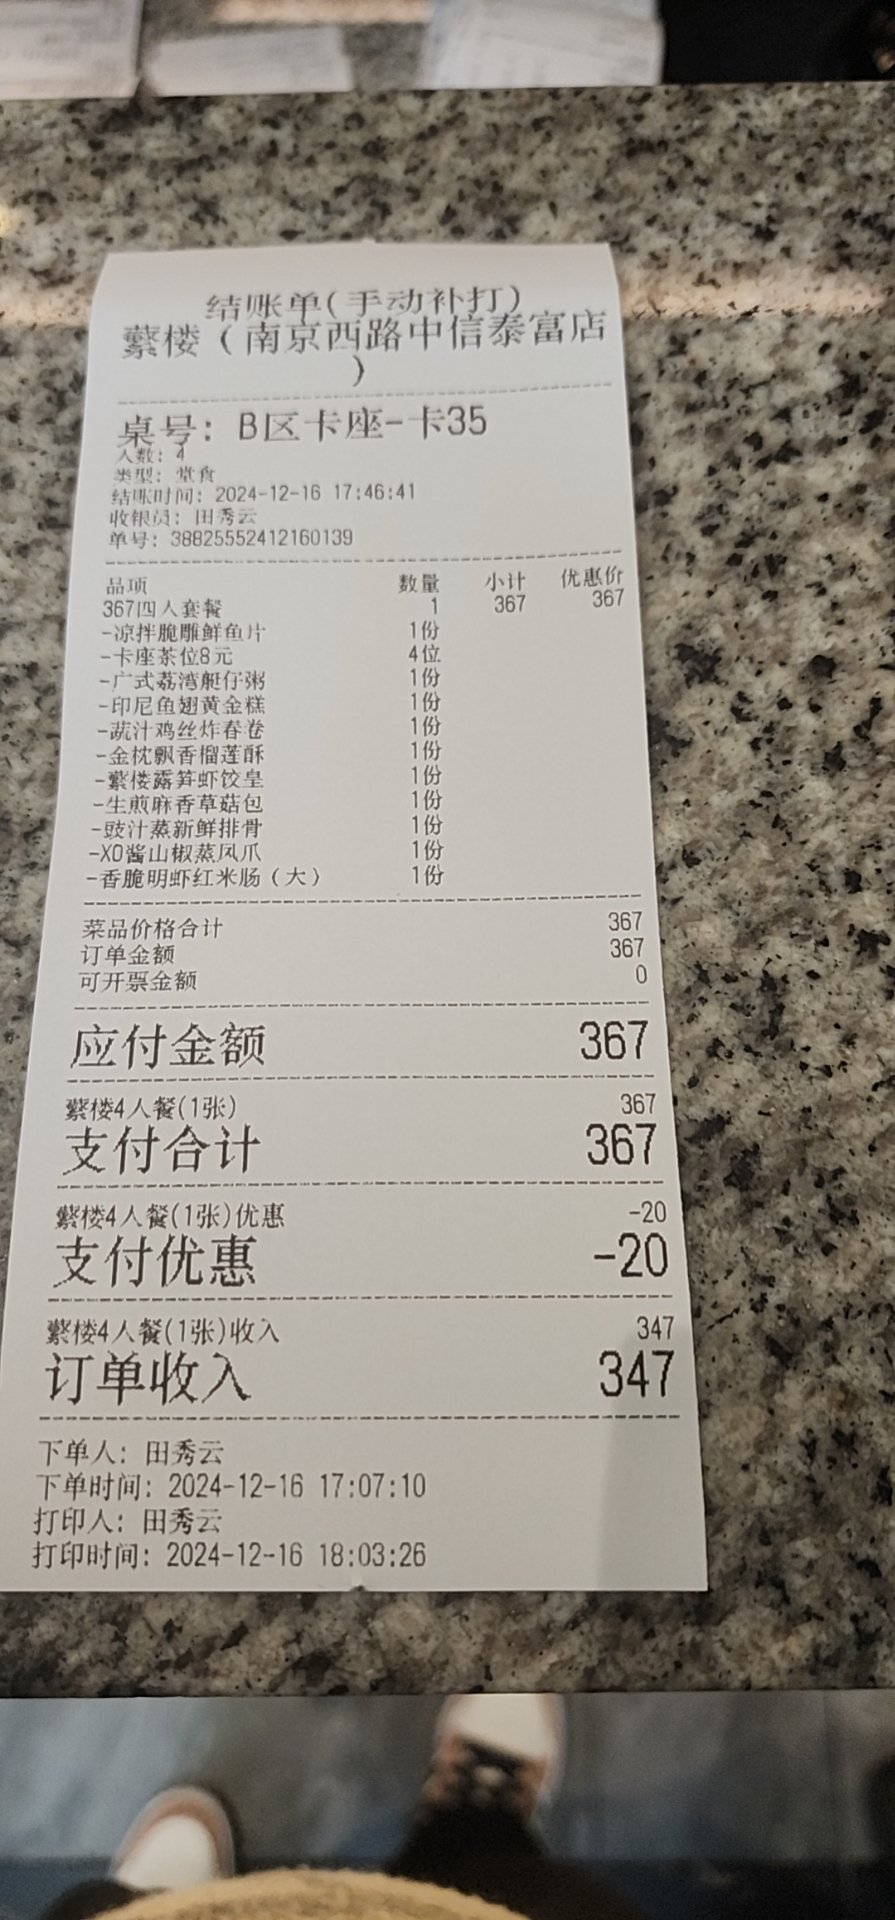 结账单(手动补打)
蘩楼（南京西路中信泰富店
）
桌号: B区卡座-卡35
人数: 4
类型: 堂食
结账时间: 2024-12-16 17:46:41
收银员: 田秀云
单号: 38825552412160139
品项 数量 小计 优惠价
367四人套餐 1 367 367
-凉拌脆雕鲜鱼片 1份
-卡座茶位8元 4位
-广式荔湾艇仔粥 1份
-印尼鱼翅黄金糕 1份
-蔬汁鸡丝炸春卷 1份
-金枕飘香榴莲酥 1份
-蘩楼露笋虾饺皇 1份
-生煎麻香草菇包 1份
-豉汁蒸新鲜排骨 1份
-XO酱山椒蒸凤爪 1份
-香脆明虾红米肠（大） 1份
菜品价格合计 367
订单金额 367
可开票金额 0
应付金额 367
蘩楼4人餐(1张) 367
支付合计 367
蘩楼4人餐(1张)优惠 -20
支付优惠 -20
蘩楼4人餐(1张)收入 347
订单收入 347
下单人: 田秀云
下单时间: 2024-12-16 17:07:10
打印人: 田秀云
打印时间: 2024-12-16 18:03:26